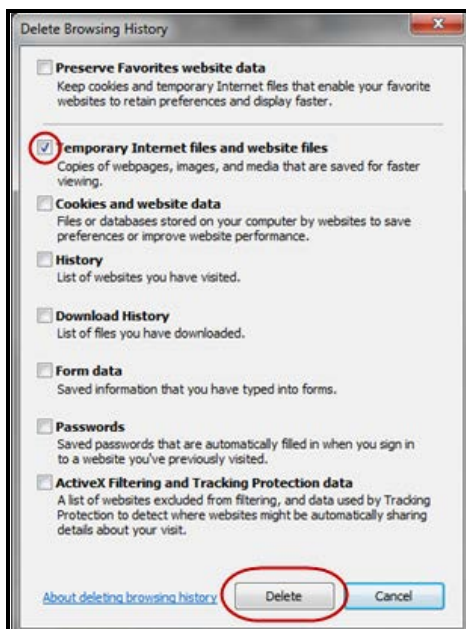 Delete Browsing History
Preserve Favorites website data
Keep cookies and temporary Internet files that enable your favorite
websites to retain preferences and display faster.
Temporary Internet files and website files
Copies of webpages, images, and media that are saved for faster
viewing.
Cookies and website data
Files or databases stored on your computer by websites to save
preferences or improve website performance.
History
List of websites you have visited.
Download History
List of files you have downloaded.
Form data
Saved information that you have typed into forms.
Passwords
Saved passwords that are automatically filled in when you sign in
to a website you've previously visited.
ActiveX Filtering and Tracking Protection data
A list of websites excluded from filtering, and data used by Tracking
Protection to detect where websites might be automatically sharing
details about your visit.
About deleting browsing history Delete Cancel